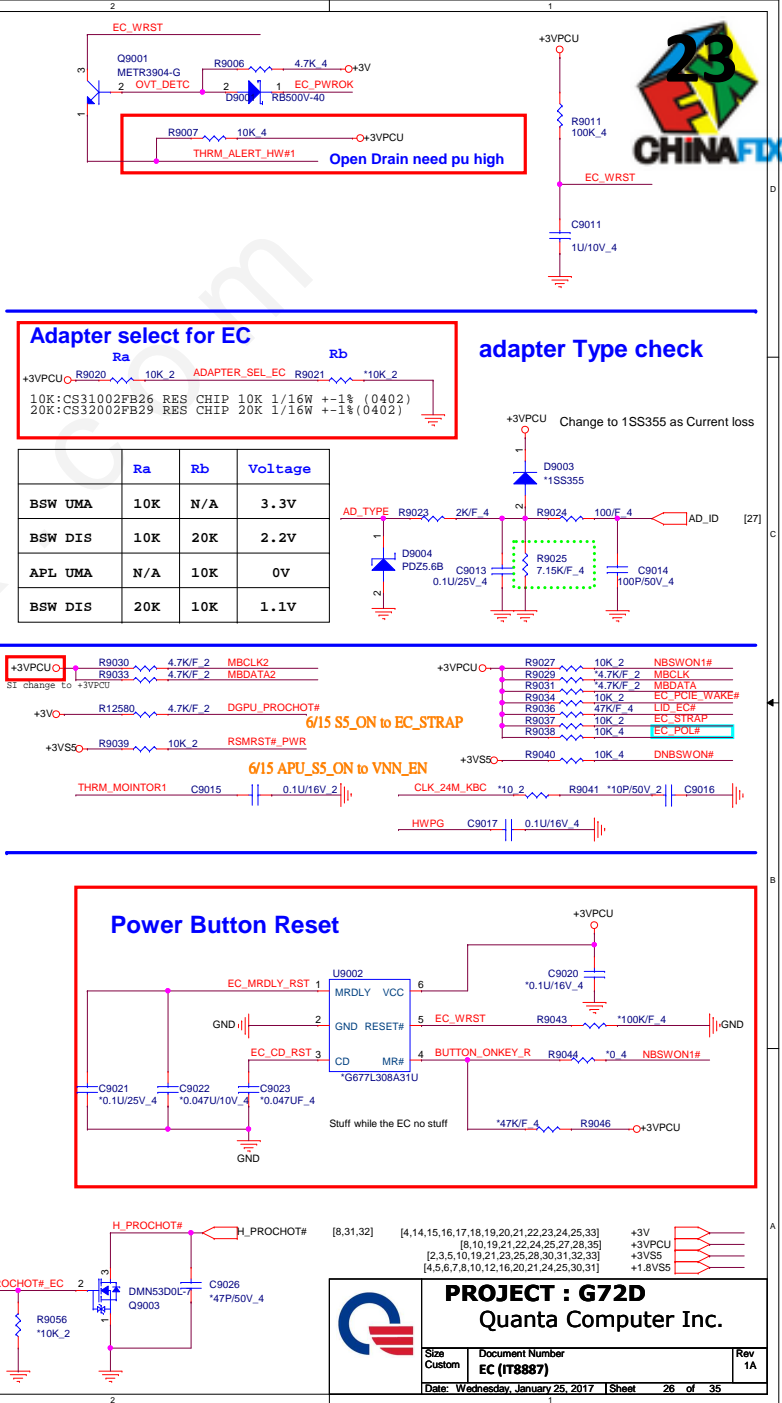 2
1
EC_WRST
Q9001
METR3904-G
3
2
1
OVT_DETC
R9006
4.7K_4
+3V
2
1
EC_PWROK
RB500V-40
R9007
10K_4
+3VPCU
THRM_ALERT_HW#1
Open Drain need pu high
+3VPCU
R9011
100K_4
EC_WRST
C9011
1U/10V_4
23
CHINAFIX
D
Adapter select for EC
Ra
Rb
+3VPCU
R9020
10K_2
ADAPTER_SEL_EC
R9021
*10K_2
10K:CS31002FB26 RES CHIP 10K 1/16W +-1% (0402)
20K:CS32002FB29 RES CHIP 20K 1/16W +-1%(0402)
Ra Rb Voltage
BSW UMA 10K N/A 3.3V
BSW DIS 10K 20K 2.2V
APL UMA N/A 10K 0V
BSW DIS 20K 10K 1.1V
adapter Type check
+3VPCU
Change to 1SS355 as Current loss
1
D9003
*1SS355
2
AD_TYPE
R9023
2K/F_4
R9024
100/F_4
AD_ID
[27]
1
D9004
PDZ5.6B
2
C9013
0.1U/25V_4
R9025
7.15K/F_4
C9014
100P/50V_4
C
+3VPCU
SI change to +3VPCU
R9030
4.7K/F_2
MBCLK2
R9033
4.7K/F_2
MBDATA2
+3V
R12580
4.7K/F_2
DGPU_PROCHOT#
6/15 S5_ON to EC_STRAP
+3VS5
R9039
10K_2
RSMRST#_PWR
6/15 APU_S5_ON to VNN_EN
+3VPCU
R9027
10K_2
NBSWON1#
R9029
*4.7K/F_2
MBCLK
R9031
*4.7K/F_2
MBDATA
R9034
10K_2
EC_PCIE_WAKE#
R9036
47K/F_4
LID_EC#
R9037
10K_2
EC_STRAP
R9038
10K_4
EC_POL#
+3VS5
R9040
10K_4
DNBSWON#
THRM_MOINTOR1
C9015
0.1U/16V_2
CLK_24M_KBC
*10_2
R9041
*10P/50V_2
C9016
HWPG
C9017
0.1U/16V_4
B
Power Button Reset
+3VPCU
C9020
*0.1U/16V_4
U9002
EC_MRDLY_RST
1
MRDLY
VCC
6
GND
2
GND
RESET#
5
EC_WRST
R9043
*100K/F_4
GND
EC_CD_RST
3
CD
MR#
4
BUTTON_ONKEY_R
R9044
*0_4
NBSWON1#
*G677L308A31U
C9021
*0.1U/25V_4
C9022
*0.047U/10V_4
C9023
*0.047UF_4
GND
Stuff while the EC no stuff
*47K/F_4
R9046
+3VPCU
A
H_PROCHOT#
H_PROCHOT#
[8,31,32]
2
3
1
DMN53D0L-7
Q9003
C9026
*47P/50V_4
R9056
*10K_2
[4,14,15,16,17,18,19,20,21,22,23,24,25,33]
+3V
[8,10,19,21,22,24,25,27,28,35]
+3VPCU
[2,3,5,10,19,21,23,25,28,30,31,32,33]
+3VS5
[4,5,6,7,8,10,12,16,20,21,24,25,30,31]
+1.8VS5
PROJECT : G72D
Quanta Computer Inc.
Size
Custom
Document Number
EC (IT8887)
Rev
1A
Date: Wednesday, January 25, 2017
Sheet 26 of 35
2
1